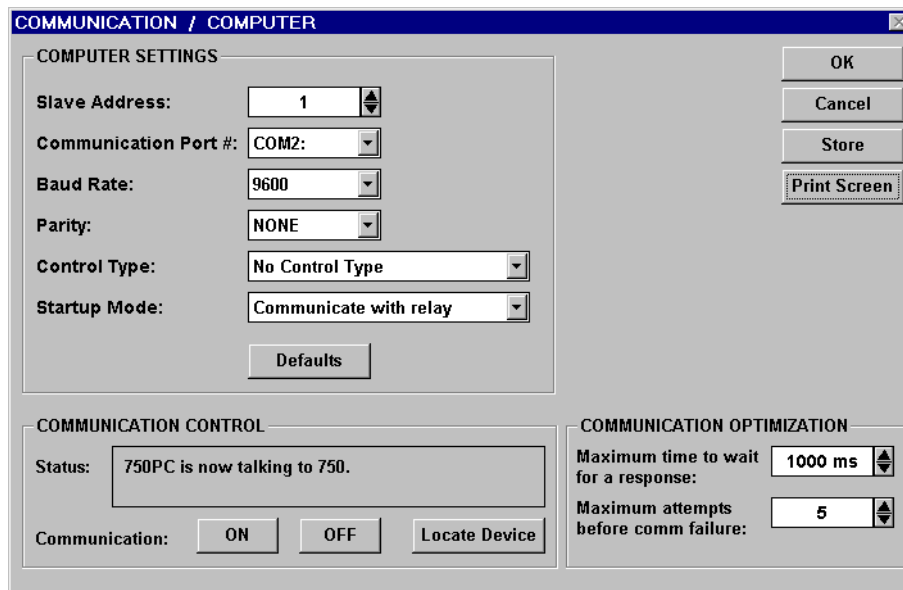 COMMUNICATION / COMPUTER
COMPUTER SETTINGS
Slave Address: 1
Communication Port #: COM2:
Baud Rate: 9600
Parity: NONE
Control Type: No Control Type
Startup Mode: Communicate with relay
Defaults
OK
Cancel
Store
Print Screen
COMMUNICATION CONTROL
Status: 750PC is now talking to 750.
Communication: ON OFF Locate Device
COMMUNICATION OPTIMIZATION
Maximum time to wait
for a response: 1000 ms
Maximum attempts
before comm failure: 5